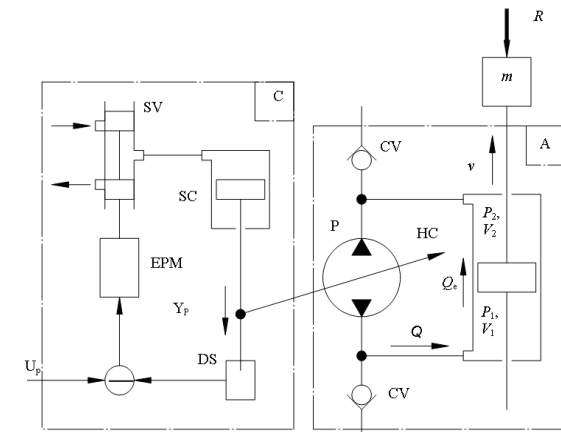 R
m
SV
C
CV
A
v
SC
P
HC
P₂,
V₂
EPM
Qₑ
Yₚ
P₁,
V₁
Q
DS
Uₚ
CV